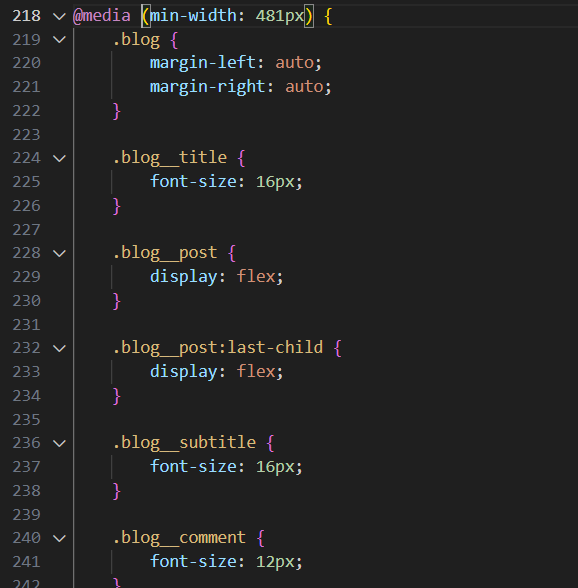 218 @media (min-width: 481px) {
219 .blog {
220 margin-left: auto;
221 margin-right: auto;
222 }
223
224 .blog__title {
225 font-size: 16px;
226 }
227
228 .blog__post {
229 display: flex;
230 }
231
232 .blog__post:last-child {
233 display: flex;
234 }
235
236 .blog__subtitle {
237 font-size: 16px;
238 }
239
240 .blog__comment {
241 font-size: 12px;
242 }